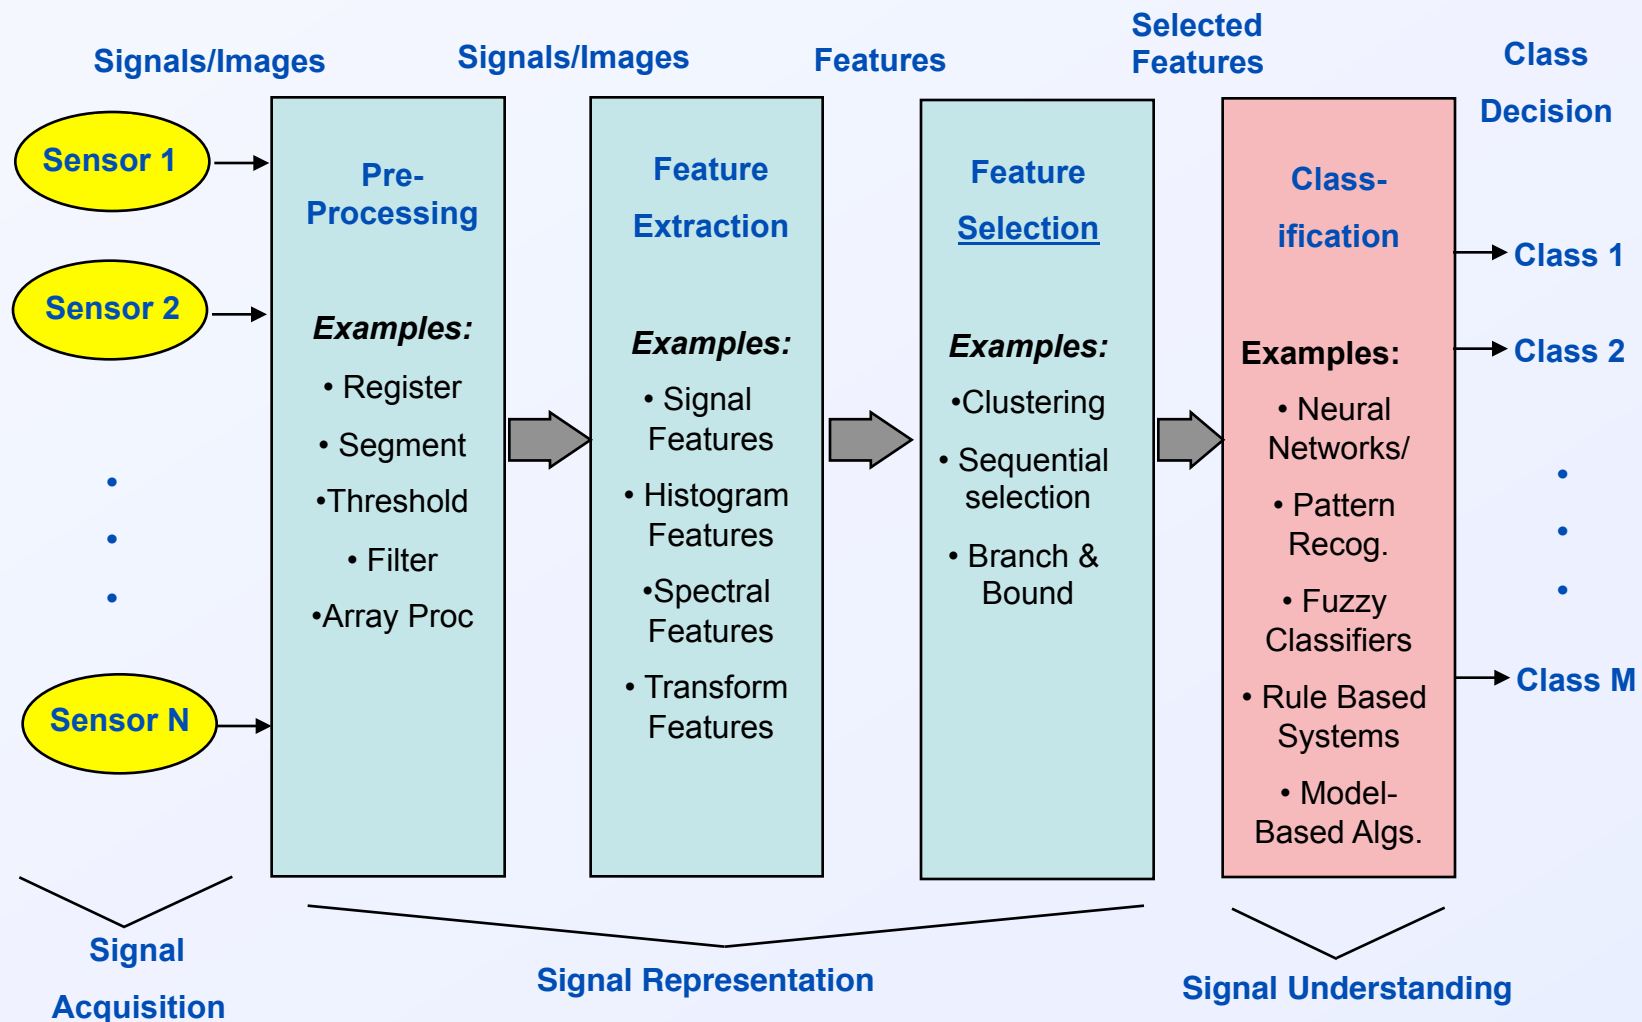 Signals/Images
Signals/Images
Features
Selected
Features
Class
Decision
Sensor 1
Sensor 2
•
•
•
Sensor N
Pre-
Processing
Examples:
• Register
• Segment
•Threshold
• Filter
•Array Proc
Feature
Extraction
Examples:
• Signal
Features
• Histogram
Features
•Spectral
Features
• Transform
Features
Feature
Selection
Examples:
•Clustering
• Sequential
selection
• Branch &
Bound
Class-
ification
Examples:
• Neural
Networks/
• Pattern
Recog.
• Fuzzy
Classifiers
• Rule Based
Systems
• Model-
Based Algs.
Class 1
Class 2
•
•
•
Class M
Signal
Acquisition
Signal Representation
Signal Understanding